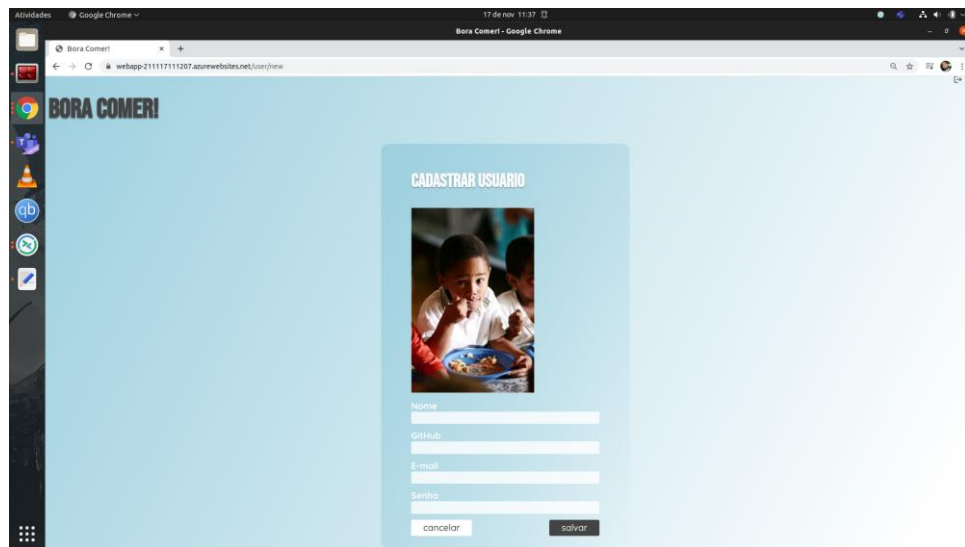 Atividades Google Chrome 17 de nov 11:37
Bora Comer! - Google Chrome
Bora Comer!
webapp-211117111207.azurewebsites.net/user/new
BORA COMER!
CADASTRAR USUARIO
Nome
GitHub
E-mail
Senha
cancelar salvar
qb